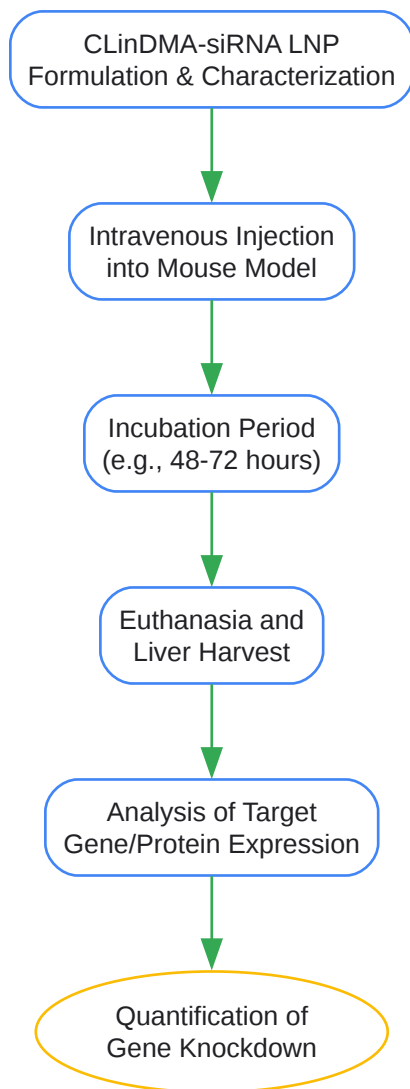 CLinDMA-siRNA LNP
Formulation & Characterization
Intravenous Injection
into Mouse Model
Incubation Period
(e.g., 48-72 hours)
Euthanasia and
Liver Harvest
Analysis of Target
Gene/Protein Expression
Quantification of
Gene Knockdown